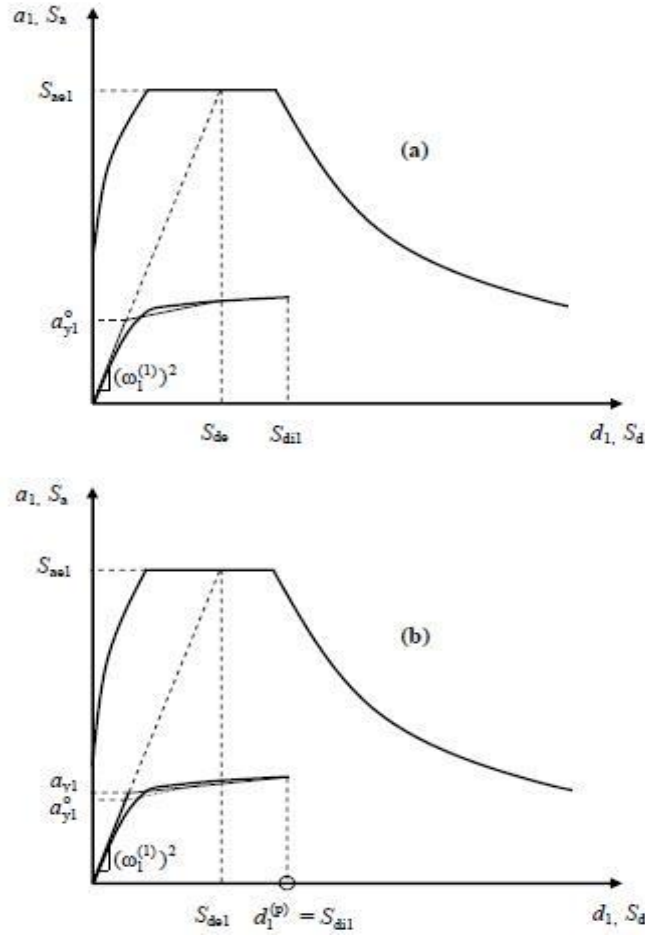 a₁, Sₐ
Sₐₑ₁
(a)
a°y1
(ω₁⁽¹⁾)²
Sde Sdi1 d₁, Sd
a₁, Sₐ
Sₐₑ₁
(b)
ay1
a°y1
(ω₁⁽¹⁾)²
Sde1 d₁⁽ᵖ⁾ = Sdi1 d₁, Sd